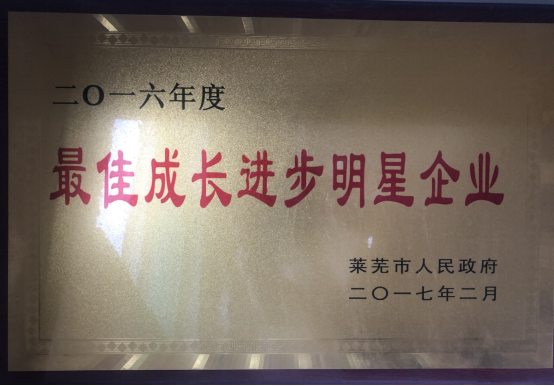 二〇一六年度
最佳成长进步明星企业
莱芜市人民政府
二〇一七年二月